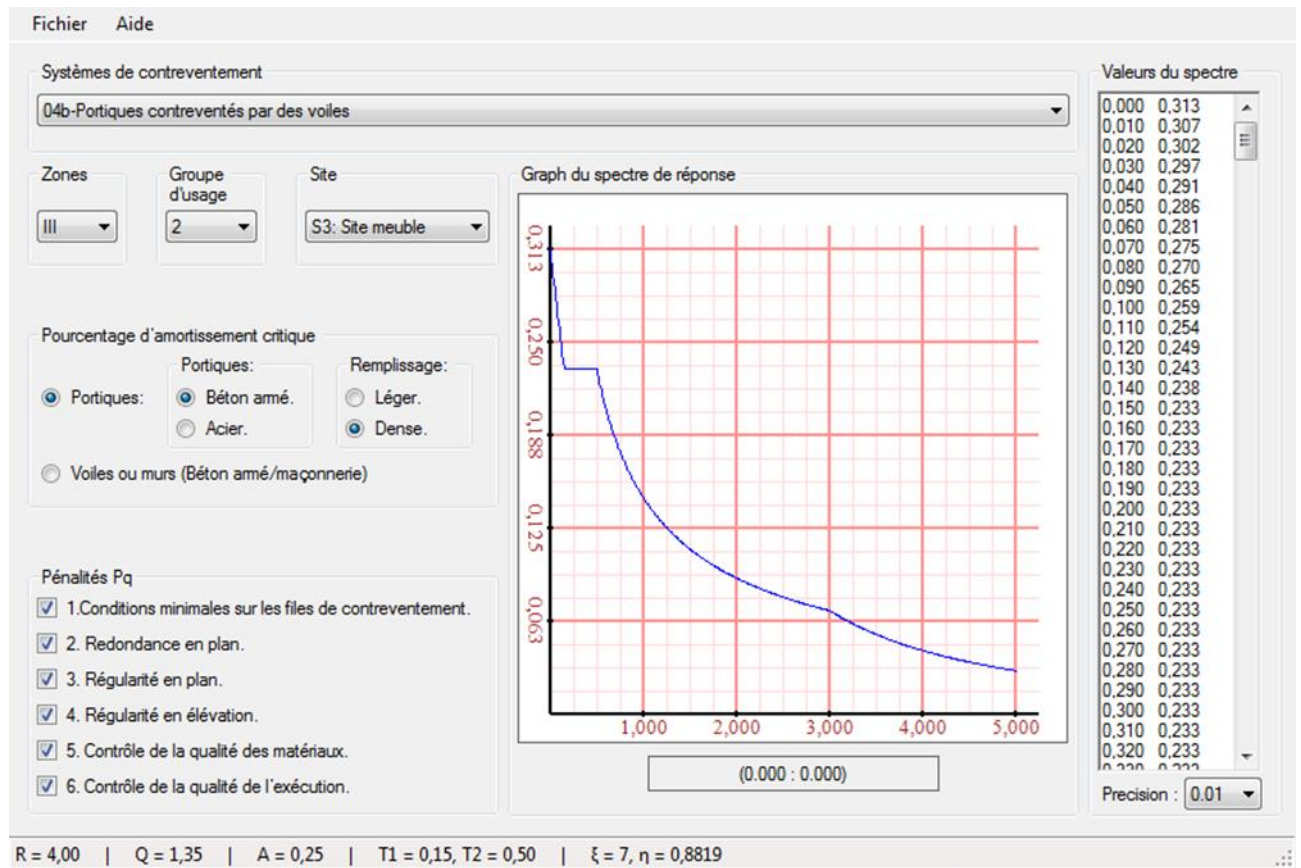 Fichier Aide
Systèmes de contreventement
04b-Portiques contreventés par des voiles
Zones
III
Groupe
d'usage
2
Site
S3: Site meuble
Pourcentage d'amortissement critique
Portiques:
Portiques:
Béton armé.
Acier.
Remplissage:
Léger.
Dense.
Voiles ou murs (Béton armé/maçonnerie)
Pénalités Pq
1.Conditions minimales sur les files de contreventement.
2. Redondance en plan.
3. Régularité en plan.
4. Régularité en élévation.
5. Contrôle de la qualité des matériaux.
6. Contrôle de la qualité de l'exécution.
Graph du spectre de réponse
0,313
0,250
0,188
0,125
0,063
1,000 2,000 3,000 4,000 5,000
(0.000 : 0.000)
Valeurs du spectre
0,000 0,313
0,010 0,307
0,020 0,302
0,030 0,297
0,040 0,291
0,050 0,286
0,060 0,281
0,070 0,275
0,080 0,270
0,090 0,265
0,100 0,259
0,110 0,254
0,120 0,249
0,130 0,243
0,140 0,238
0,150 0,233
0,160 0,233
0,170 0,233
0,180 0,233
0,190 0,233
0,200 0,233
0,210 0,233
0,220 0,233
0,230 0,233
0,240 0,233
0,250 0,233
0,260 0,233
0,270 0,233
0,280 0,233
0,290 0,233
0,300 0,233
0,310 0,233
0,320 0,233
Precision : 0.01
R = 4,00 | Q = 1,35 | A = 0,25 | T1 = 0,15, T2 = 0,50 | ξ = 7, η = 0,8819